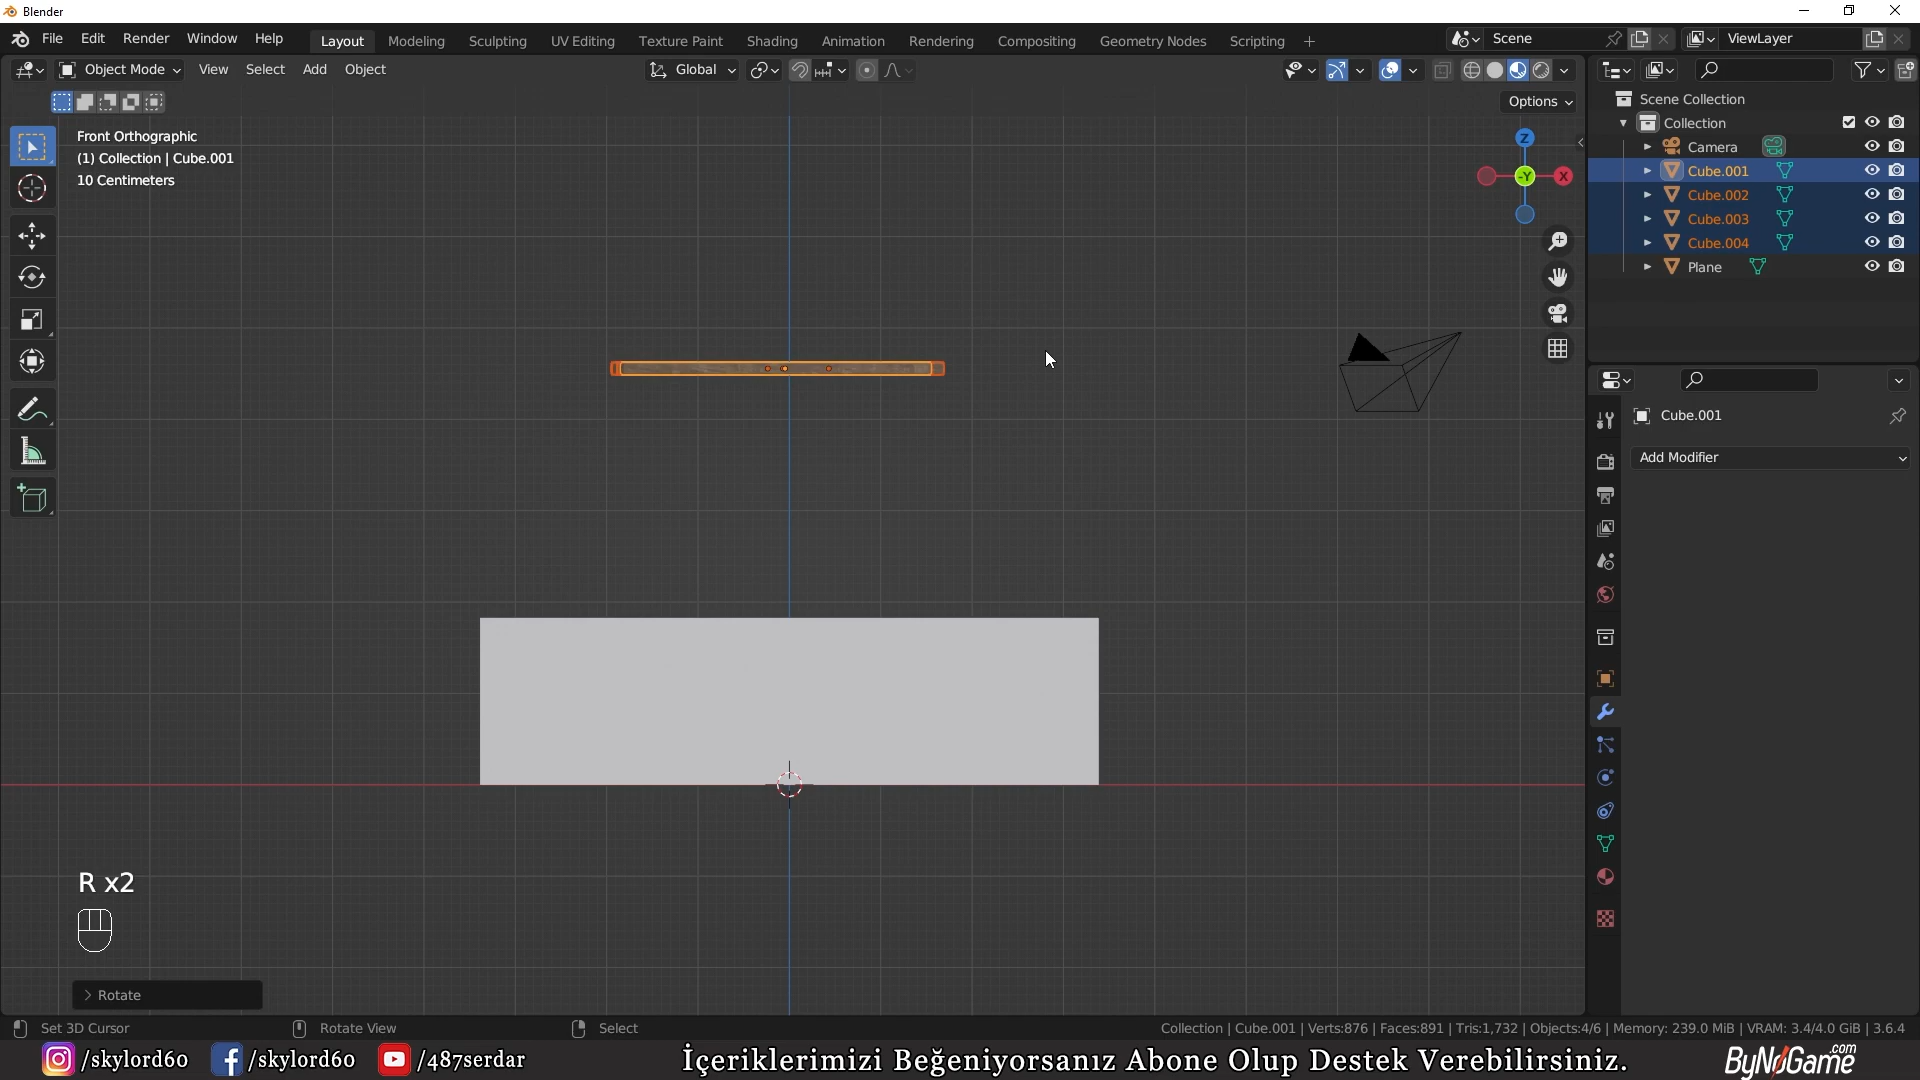 Blender
File Edit Render Window Help
Layout Modeling Sculpting UV Editing Texture Paint Shading Animation Rendering Compositing Geometry Nodes Scripting +
Scene
ViewLayer
Object Mode View Select Add Object
Global
Options
Front Orthographic
(1) Collection | Cube.001
10 Centimeters
Z
-Y
X
Scene Collection
Collection
Camera
Cube.001
Cube.002
Cube.003
Cube.004
Plane
Cube.001
Add Modifier
R x2
Rotate
Set 3D Cursor
Rotate View
Select
Collection | Cube.001 | Verts:876 | Faces:891 | Tris:1,732 | Objects:4/6 | Memory: 239.0 MiB | VRAM: 3.4/4.0 GiB | 3.6.4
/skylord60
/skylord60
/487serdar
İçeriklerimizi Beğeniyorsanız Abone Olup Destek Verebilirsiniz.
ByNoGame.com